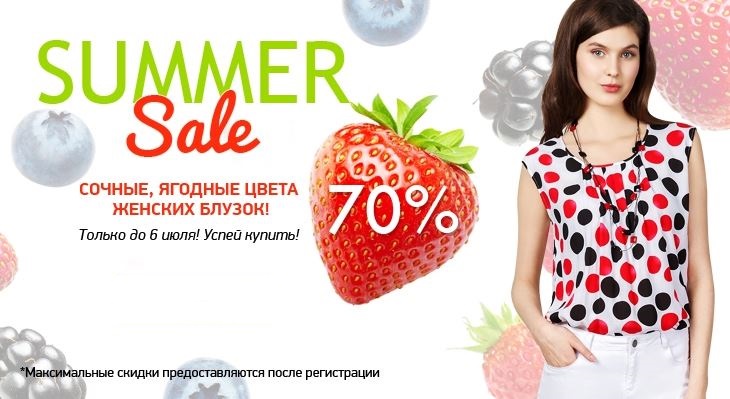 SUMMER
Sale
СОЧНЫЕ, ЯГОДНЫЕ ЦВЕТА
ЖЕНСКИХ БЛУЗОК!
Только до 6 июля! Успей купить!
70%
*Максимальные скидки предоставляются после регистрации